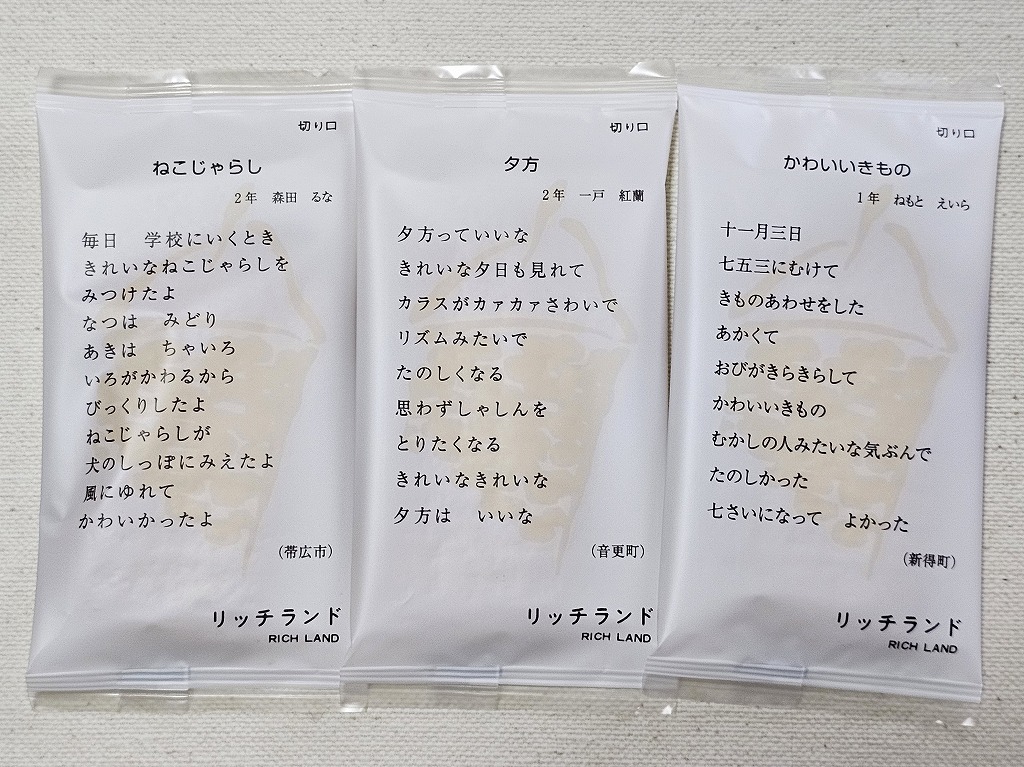 切り口
ねこじゃらし
2年 森田 るな
毎日 学校にいくとき
きれいなねこじゃらしを
みつけたよ
なつは みどり
あきは ちゃいろ
いろがかわるから
びっくりしたよ
ねこじゃらしが
犬のしっぽにみえたよ
風にゆれて
かわいかったよ
(帯広市)
リッチランド
RICH LAND
切り口
夕方
2年 一戸 紅蘭
夕方っていいな
きれいな夕日も見れて
カラスがカァカァさわいで
リズムみたいで
たのしくなる
思わずしゃしんを
とりたくなる
きれいなきれいな
夕方は いいな
(音更町)
リッチランド
RICH LAND
切り口
かわいいきもの
1年 ねもと えいら
十一月三日
七五三にむけて
きものあわせをした
あかくて
おびがきらきらして
かわいいきもの
むかしの人みたいな気ぶんで
たのしかった
七さいになって よかった
(新得町)
リッチランド
RICH LAND